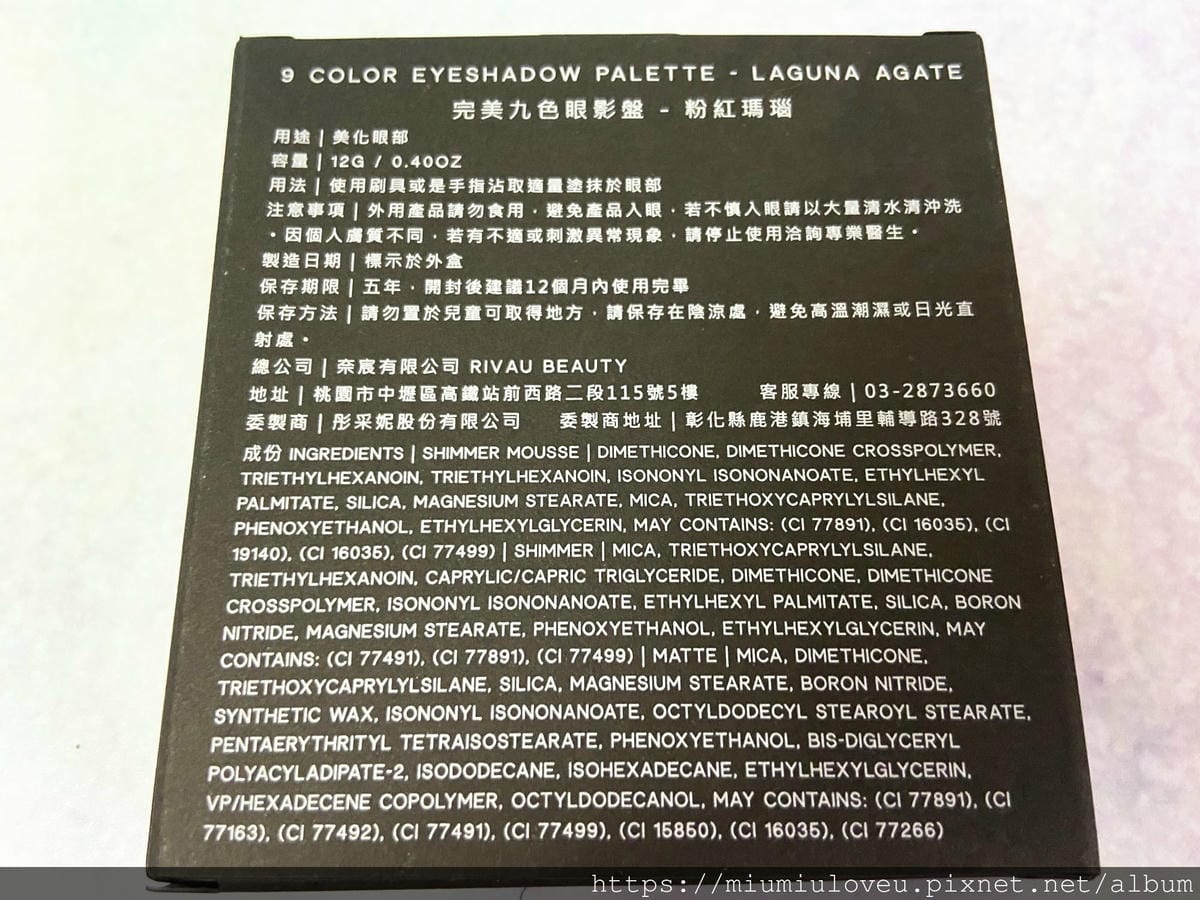 9 COLOR EYESHADOW PALETTE - LAGUNA AGATE
完美九色眼影盤 - 粉紅瑪瑙
用途 | 美化眼部
容量 | 12G / 0.40OZ
用法 | 使用刷具或是手指沾取適量塗抹於眼部
注意事項 | 外用產品請勿食用，避免產品入眼，若不慎入眼請以大量清水清沖洗
。因個人膚質不同，若有不適或刺激異常現象，請停止使用洽詢專業醫生。
製造日期 | 標示於外盒
保存期限 | 五年，開封後建議12個月內使用完畢
保存方法 | 請勿置於兒童可取得地方，請保存在陰涼處，避免高溫潮濕或日光直
射處。
總公司 | 奈宸有限公司 RIVAU BEAUTY
地址 | 桃園市中壢區高鐵站前西路二段115號5樓 客服專線 | 03-2873660
委製商 | 彤采妮股份有限公司 委製商地址 | 彰化縣鹿港鎮海埔里輔導路328號
成份 INGREDIENTS | SHIMMER MOUSSE | DIMETHICONE, DIMETHICONE CROSSPOLYMER,
TRIETHYLHEXANOIN, TRIETHYLHEXANOIN, ISONONYL ISONONANOATE, ETHYLHEXYL
PALMITATE, SILICA, MAGNESIUM STEARATE, MICA, TRIETHOXYCAPRYLYLSILANE,
PHENOXYETHANOL, ETHYLHEXYLGLYCERIN, MAY CONTAINS: (CI 77891), (CI 16035), (CI
19140), (CI 16035), (CI 77499) | SHIMMER | MICA, TRIETHOXYCAPRYLYLSILANE,
TRIETHYLHEXANOIN, CAPRYLIC/CAPRIC TRIGLYCERIDE, DIMETHICONE, DIMETHICONE
CROSSPOLYMER, ISONONYL ISONONANOATE, ETHYLHEXYL PALMITATE, SILICA, BORON
NITRIDE, MAGNESIUM STEARATE, PHENOXYETHANOL, ETHYLHEXYLGLYCERIN, MAY
CONTAINS: (CI 77491), (CI 77891), (CI 77499) | MATTE | MICA, DIMETHICONE,
TRIETHOXYCAPRYLYLSILANE, SILICA, MAGNESIUM STEARATE, BORON NITRIDE,
SYNTHETIC WAX, ISONONYL ISONONANOATE, OCTYLDODECYL STEAROYL STEARATE,
PENTAERYTHRITYL TETRAISOSTEARATE, PHENOXYETHANOL, BIS-DIGLYCERYL
POLYACYLADIPATE-2, ISODODECANE, ISOHEXADECANE, ETHYLHEXYLGLYCERIN,
VP/HEXADECENE COPOLYMER, OCTYLDODECANOL, MAY CONTAINS: (CI 77891), (CI
77163), (CI 77492), (CI 77491), (CI 77499), (CI 15850), (CI 16035), (CI 77266)
https://miumiuloveu.pixnet.net/album